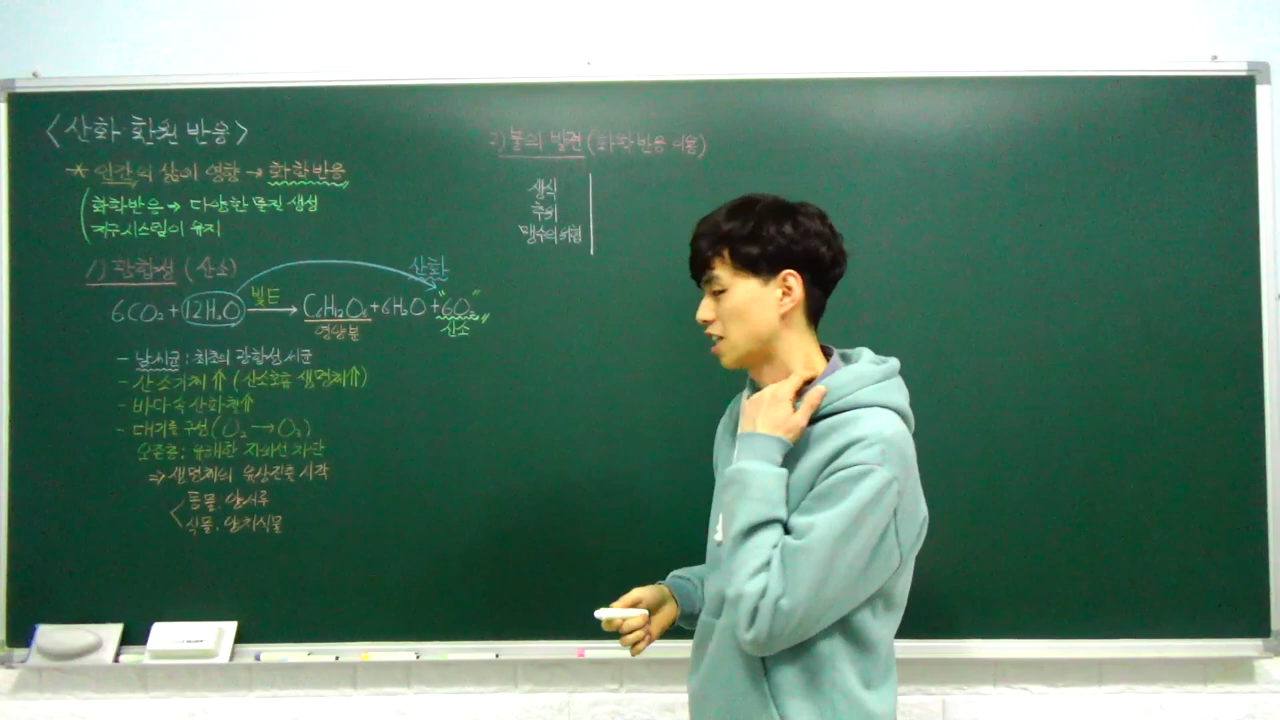 <산화 환원 반응>
* 인간의 삶이 영향 → 화학반응
화학반응 → 다양한 물질 생성
지구시스템이 유지
1) 광합성 (산소)
산화
6CO₂ + 12H₂O 빛E → C₆H₁₂O₆ + 6H₂O + "6O₂"
영양분 산소
- 남세균 : 최초의 광합성 세균
- 산소기체 ⇑ (산소호흡 생명체⇑)
- 바다 속 산화철⇑
- 대기를 구성 (O₂ → O₃)
오존층 : 유해한 자외선 차단
⇒ 생명체의 육상진출 시작
동물. 양서류
식물. 양치식물
2) 불의 발견 (화학반응 이용)
생식
추위
맹수의 위험